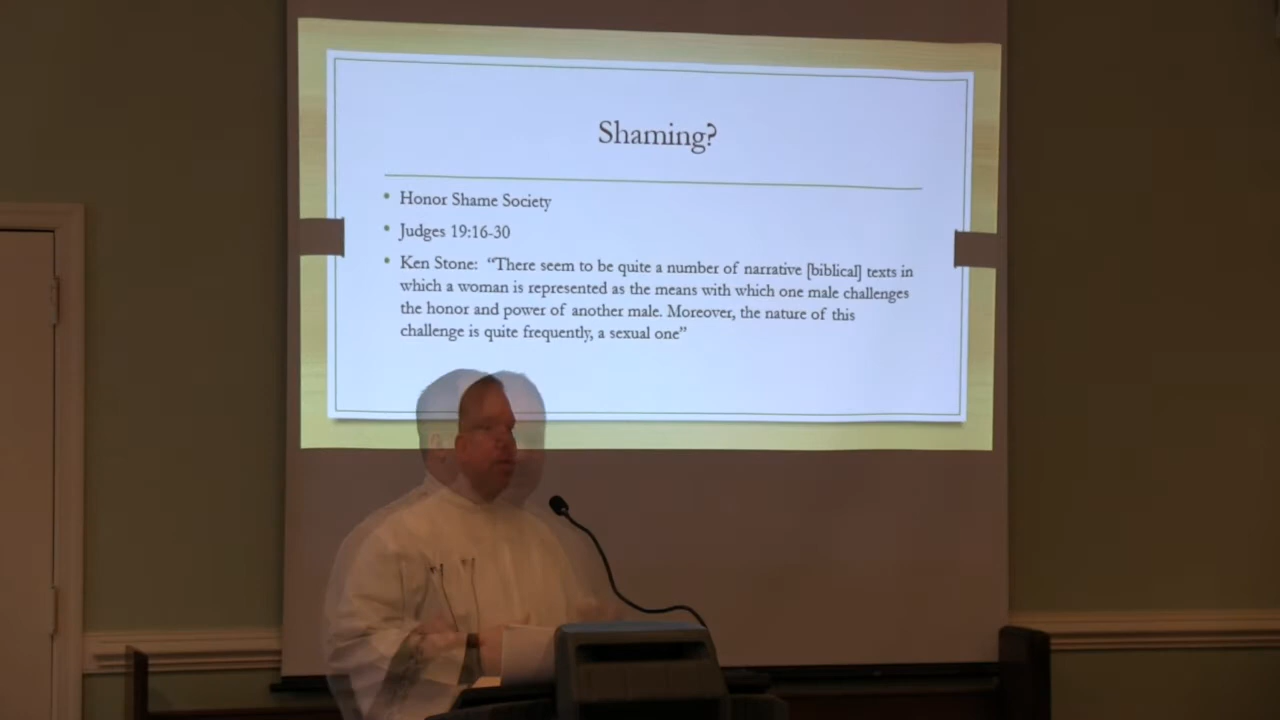 Shaming?
• Honor Shame Society
• Judges 19:16-30
• Ken Stone: “There seem to be quite a number of narrative [biblical] texts in
which a woman is represented as the means with which one male challenges
the honor and power of another male. Moreover, the nature of this
challenge is quite frequently, a sexual one”